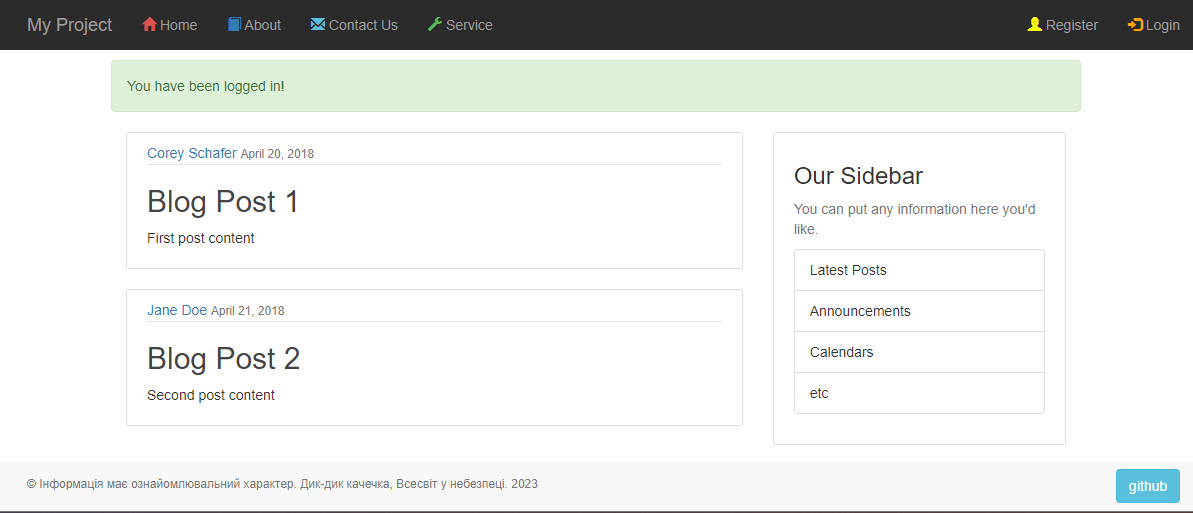 My Project Home About Contact Us Service Register Login
You have been logged in!
Corey Schafer April 20, 2018
Blog Post 1
First post content
Jane Doe April 21, 2018
Blog Post 2
Second post content
Our Sidebar
You can put any information here you'd
like.
Latest Posts
Announcements
Calendars
etc
© Інформація має ознайомлювальний характер. Дик-дик качечка, Всесвіт у небезпеці. 2023
github